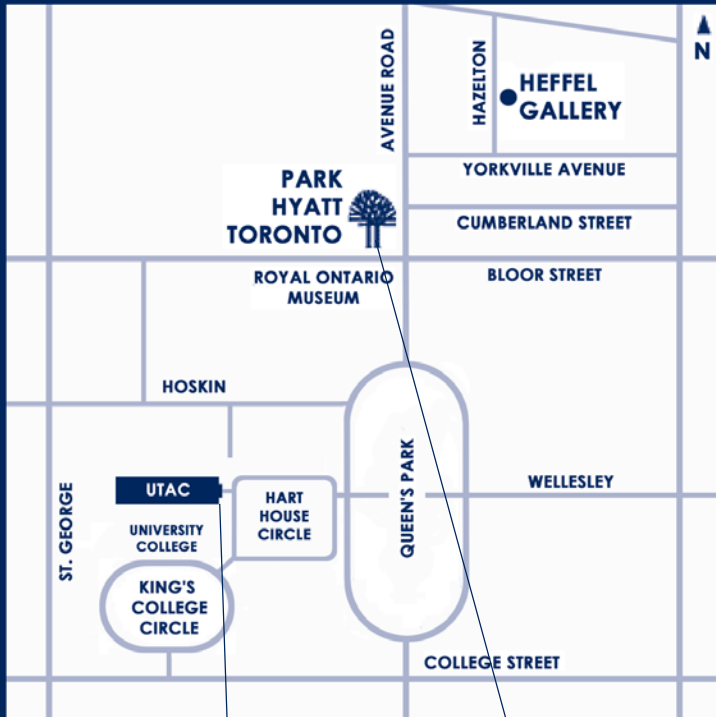 AVENUE ROAD
HAZELTON
N
HEFFEL
GALLERY
YORKVILLE AVENUE
PARK
HYATT
TORONTO
CUMBERLAND STREET
ROYAL ONTARIO
MUSEUM
BLOOR STREET
HOSKIN
QUEEN'S PARK
WELLESLEY
ST. GEORGE
UTAC
HART
HOUSE
CIRCLE
UNIVERSITY
COLLEGE
KING'S
COLLEGE
CIRCLE
COLLEGE STREET